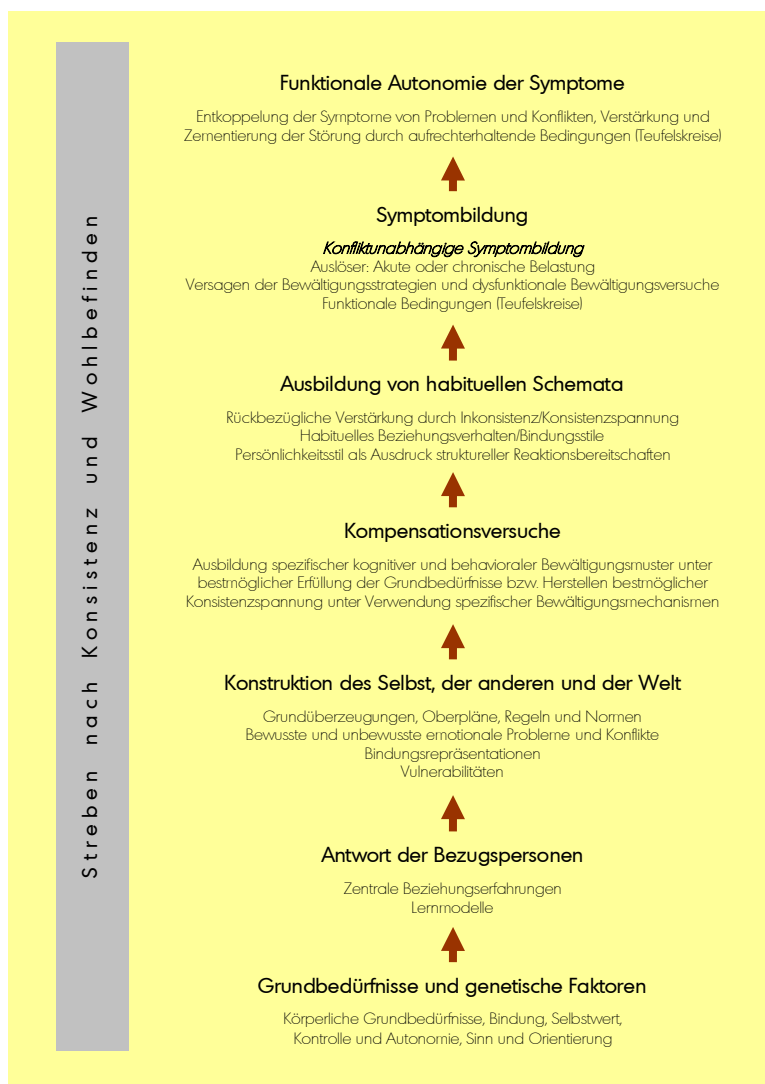 Streben nach Konsistenz und Wohlbefinden
Funktionale Autonomie der Symptome
Entkoppelung der Symptome von Problemen und Konflikten, Verstärkung und
Zementierung der Störung durch aufrechterhaltende Bedingungen (Teufelskreise)
Symptombildung
Konfliktunabhängige Symptombildung
Auslöser: Akute oder chronische Belastung
Versagen der Bewältigungsstrategien und dysfunktionale Bewältigungsversuche
Funktionale Bedingungen (Teufelskreise)
Ausbildung von habituellen Schemata
Rückbezügliche Verstärkung durch Inkonsistenz/Konsistenzspannung
Habituelles Beziehungsverhalten/Bindungsstile
Persönlichkeitsstil als Ausdruck struktureller Reaktionsbereitschaften
Kompensationsversuche
Ausbildung spezifischer kognitiver und behavioraler Bewältigungsmuster unter
bestmöglicher Erfüllung der Grundbedürfnisse bzw. Herstellen bestmöglicher
Konsistenzspannung unter Verwendung spezifischer Bewältigungsmechanismen
Konstruktion des Selbst, der anderen und der Welt
Grundüberzeugungen, Oberpläne, Regeln und Normen
Bewusste und unbewusste emotionale Probleme und Konflikte
Bindungsrepräsentationen
Vulnerabilitäten
Antwort der Bezugspersonen
Zentrale Beziehungserfahrungen
Lernmodelle
Grundbedürfnisse und genetische Faktoren
Körperliche Grundbedürfnisse, Bindung, Selbstwert,
Kontrolle und Autonomie, Sinn und Orientierung